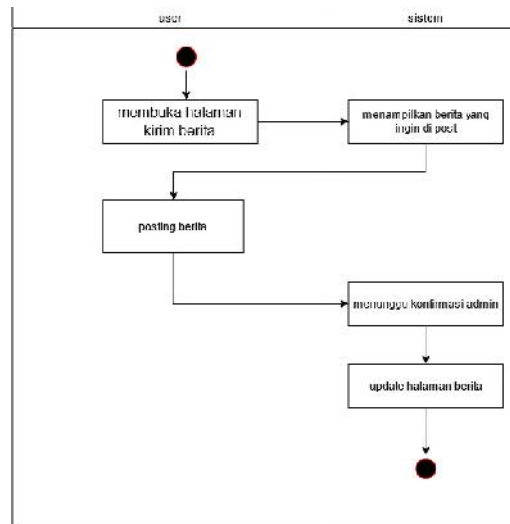 user
sistem
membuka halaman
kirim berita
menampilkan berita yang
ingin di post
posting berita
menunggu konfirmasi admin
update halaman berita